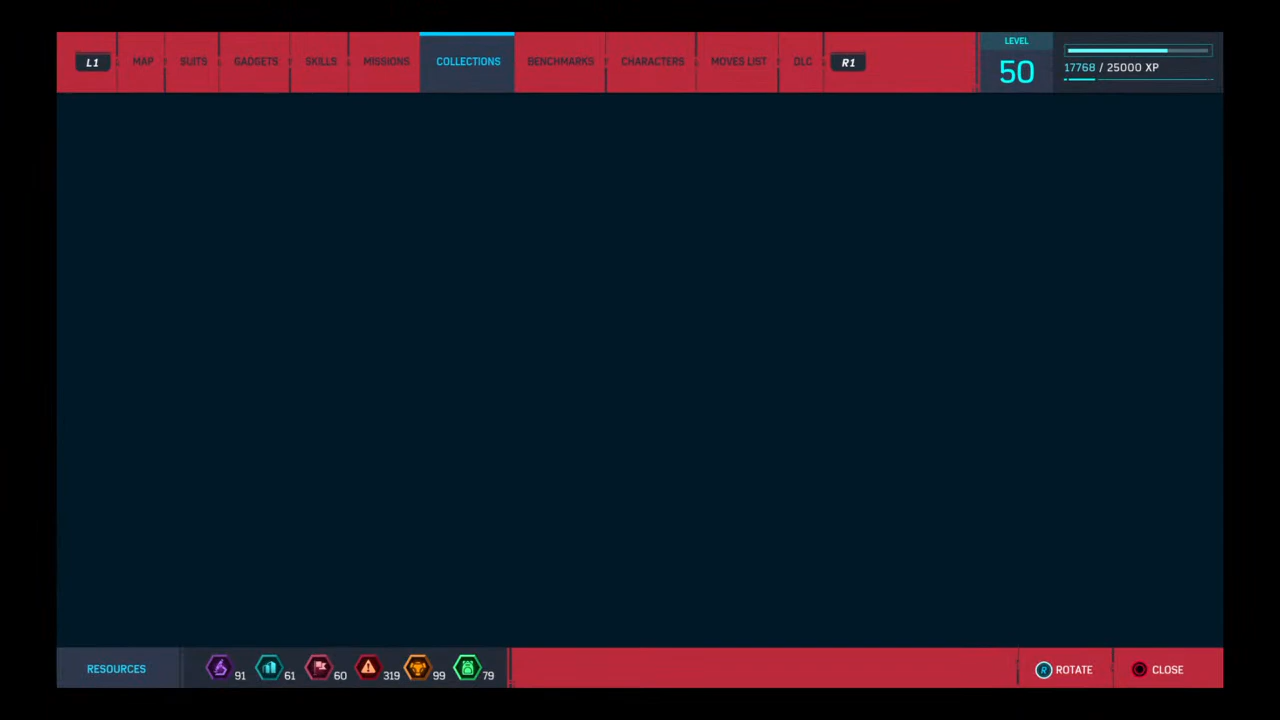 L1 MAP SUITS GADGETS SKILLS MISSIONS COLLECTIONS BENCHMARKS CHARACTERS MOVES LIST DLC R1
LEVEL
50
17768 / 25000 XP
RESOURCES 91 61 60 319 99 79 R ROTATE CLOSE